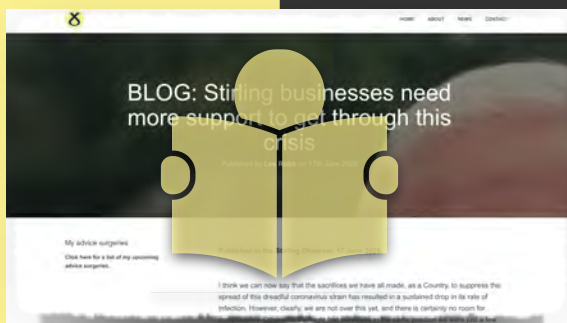 HOME ABOUT NEWS CONTACT
BLOG: Stirling businesses need
more support to get through this
crisis
Published by on 17th June 2020
My advice surgeries
Click here for a list of my upcoming
advice surgeries.
Published in the Stirling Observer, 17 June 2020
I think we can now say that the sacrifices we have all made, as a Country, to suppress the
spread of this dreadful coronavirus strain has resulted in a sustained drop in its rate of
infection. However, clearly, we are not over this yet, and there is certainly no room for